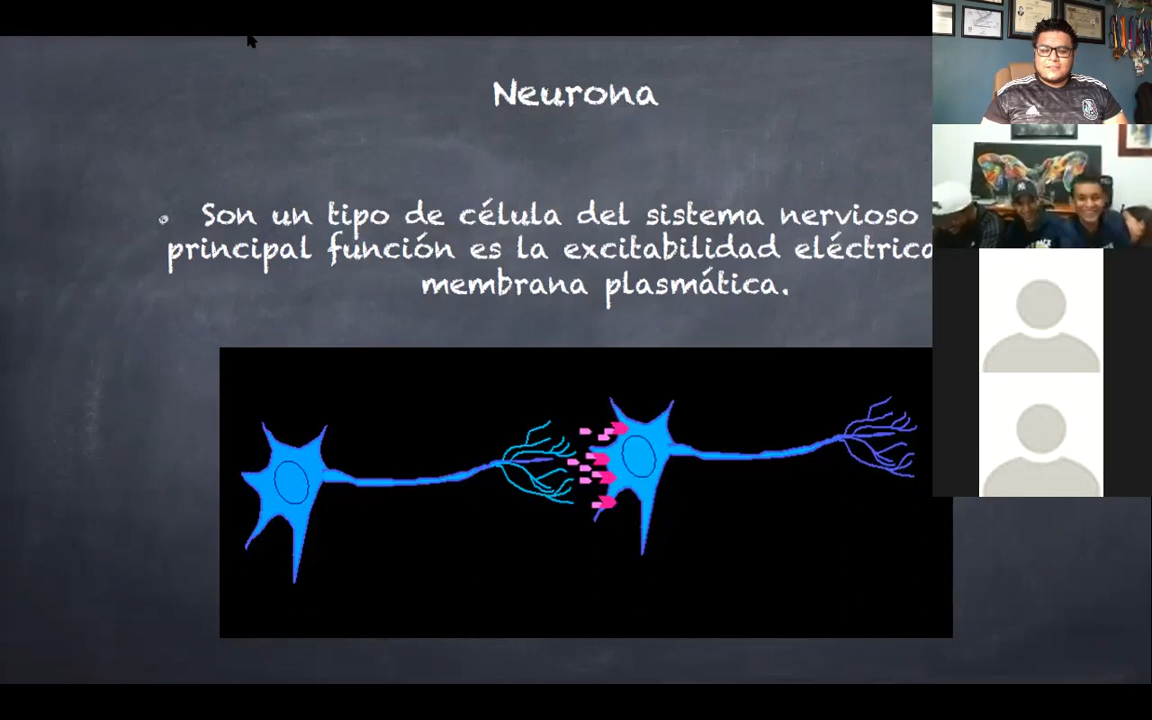 Neurona
Son un tipo de célula del sistema nervioso
principal función es la excitabilidad eléctrica
membrana plasmática.